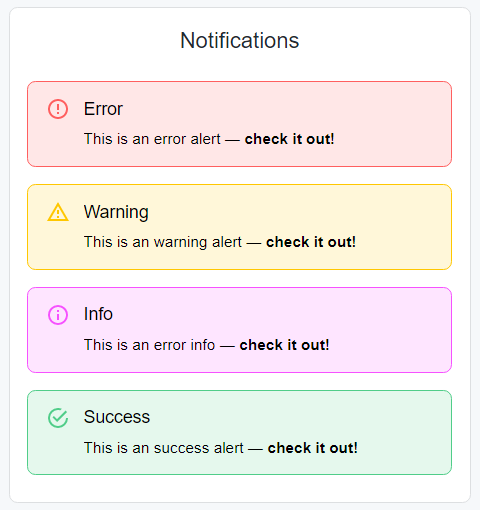 Notifications
Error
This is an error alert — check it out!
Warning
This is an warning alert — check it out!
Info
This is an error info — check it out!
Success
This is an success alert — check it out!